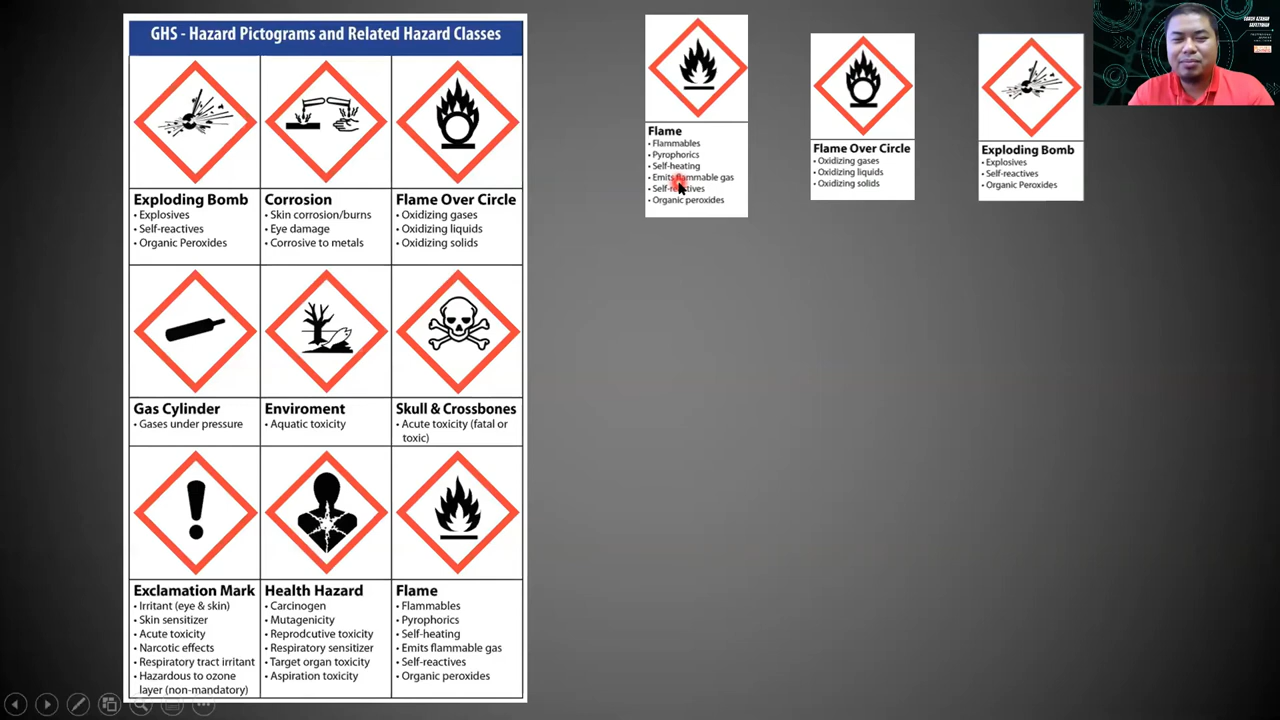 GHS - Hazard Pictograms and Related Hazard Classes
Exploding Bomb
• Explosives
• Self-reactives
• Organic Peroxides
Corrosion
• Skin corrosion/burns
• Eye damage
• Corrosive to metals
Flame Over Circle
• Oxidizing gases
• Oxidizing liquids
• Oxidizing solids
Gas Cylinder
• Gases under pressure
Enviroment
• Aquatic toxicity
Skull & Crossbones
• Acute toxicity (fatal or
toxic)
Exclamation Mark
• Irritant (eye & skin)
• Skin sensitizer
• Acute toxicity
• Narcotic effects
• Respiratory tract irritant
• Hazardous to ozone
layer (non-mandatory)
Health Hazard
• Carcinogen
• Mutagenicity
• Reprodcutive toxicity
• Respiratory sensitizer
• Target organ toxicity
• Aspiration toxicity
Flame
• Flammables
• Pyrophorics
• Self-heating
• Emits flammable gas
• Self-reactives
• Organic peroxides
Flame
• Flammables
• Pyrophorics
• Self-heating
• Emits flammable gas
• Self-reactives
• Organic peroxides
Flame Over Circle
• Oxidizing gases
• Oxidizing liquids
• Oxidizing solids
Exploding Bomb
• Explosives
• Self-reactives
• Organic Peroxides
COACH AZAHAR
SAFETYMAN